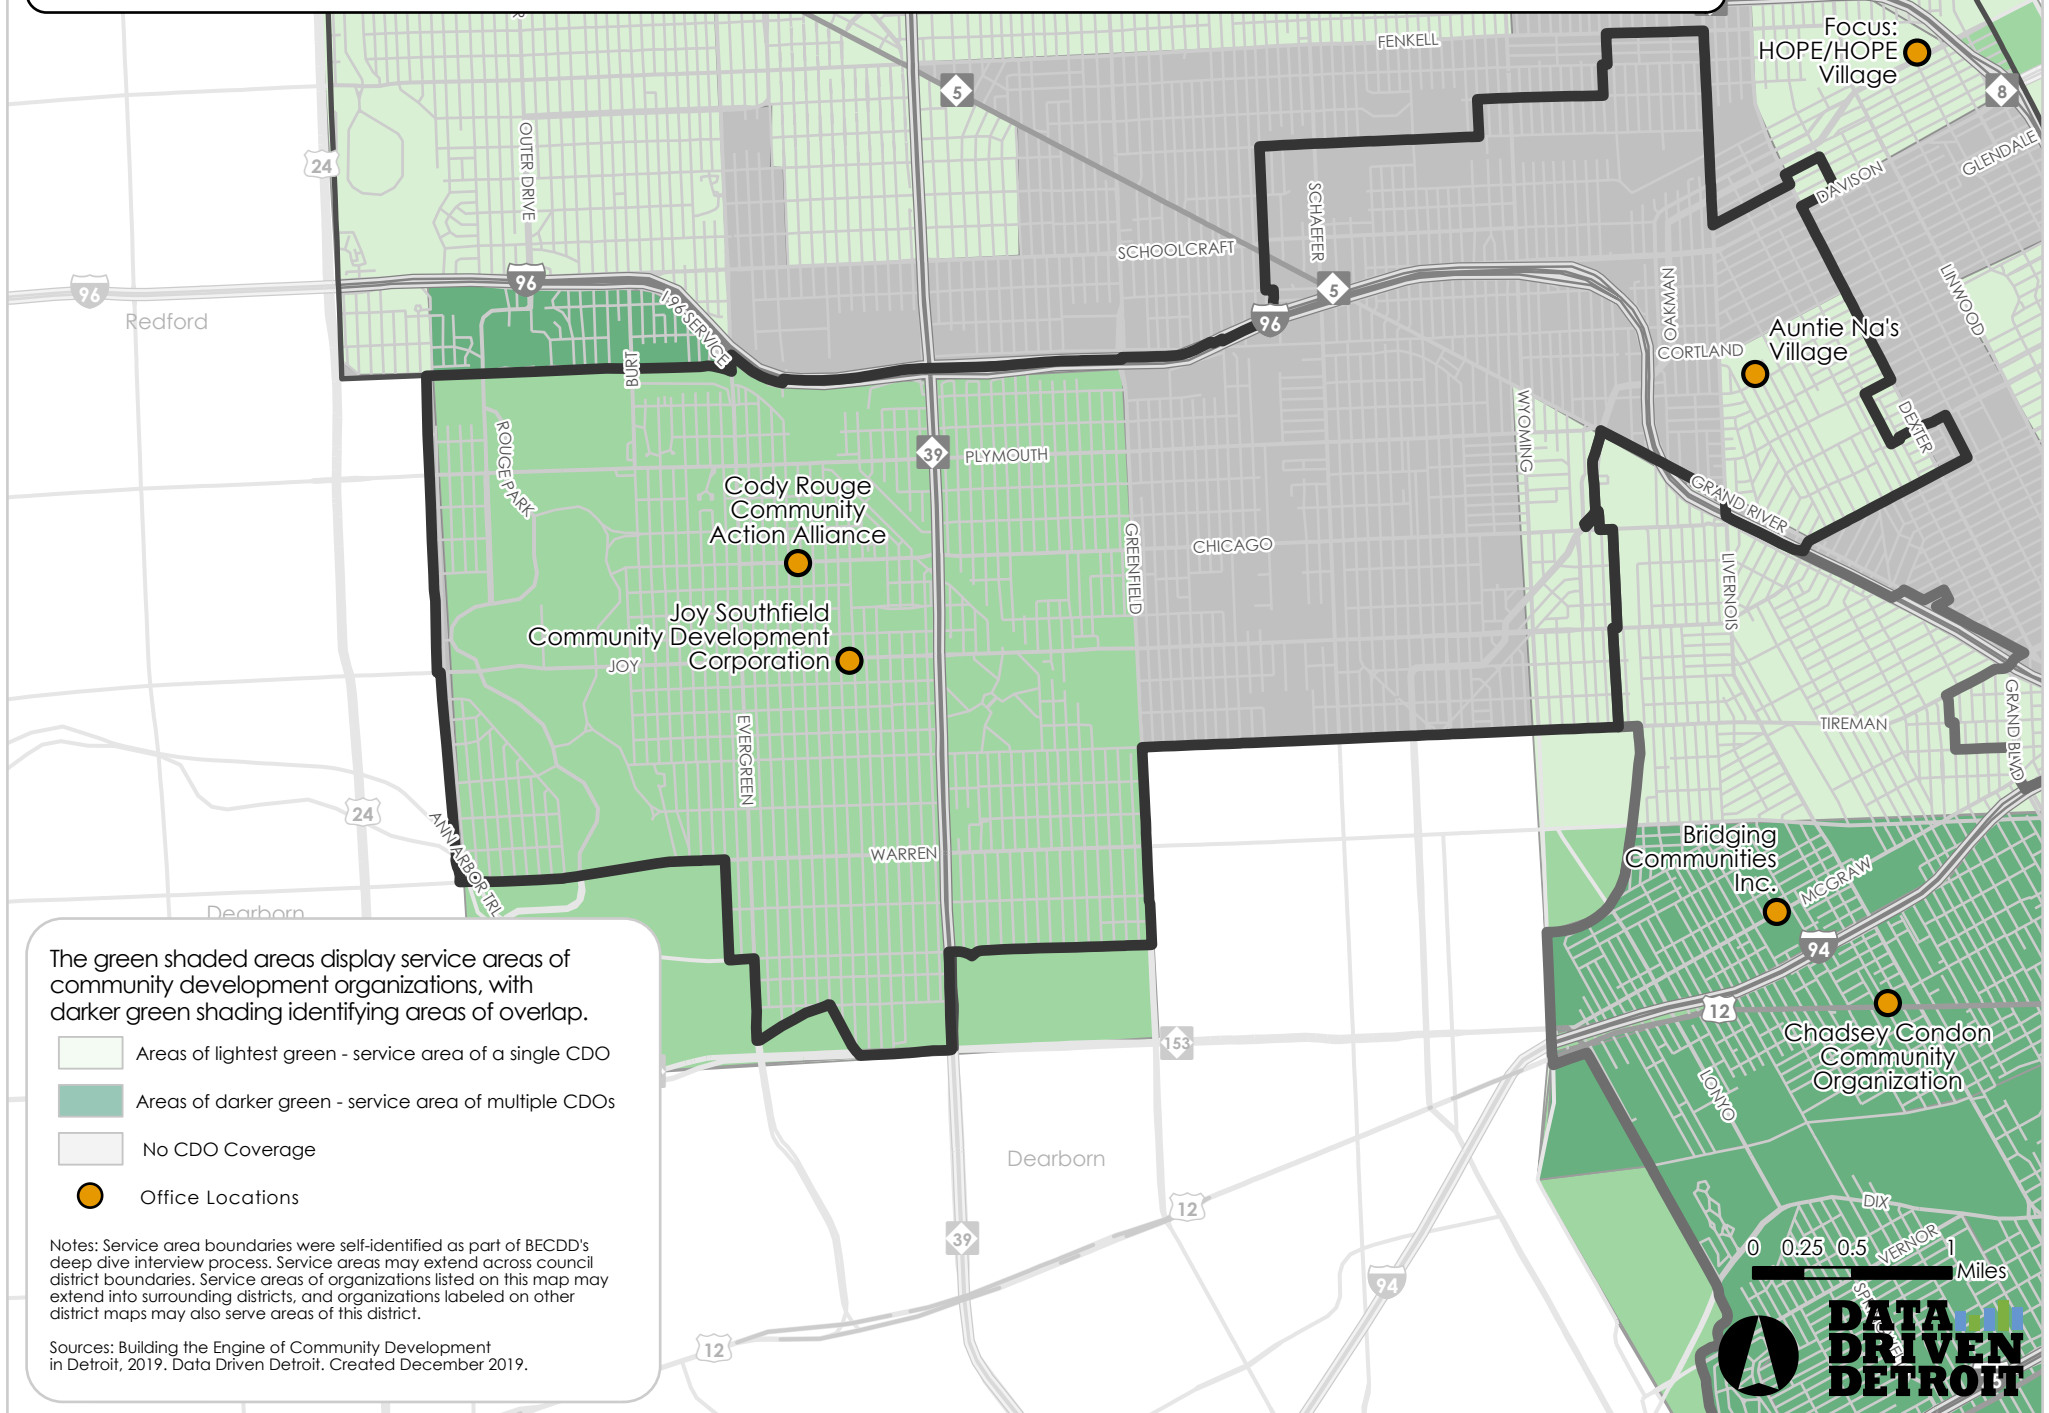 FENKELL
Focus:
HOPE/HOPE
Village
5
8
24
OUTER DRIVE
DAVISON
GLENDALE
SCHAEFER
SCHOOLCRAFT
LINWOOD
96
96
5
96
Redford
I-96 SERVICE
OAKMAN
Auntie Na's
Village
CORTLAND
BURT
WYOMING
DEXTER
ROUGE PARK
39
PLYMOUTH
Cody Rouge
Community
Action Alliance
GRAND RIVER
GREENFIELD
CHICAGO
LIVERNOIS
Joy Southfield
Community Development
Corporation
JOY
GRAND BLVD
EVERGREEN
TIREMAN
24
ANN ARBOR TRL
WARREN
Bridging
Communities
Inc.
MCGRAW
Dearborn
94
12
Chadsey Condon
Community
Organization
153
LONYO
Dearborn
12
39
94
12
DIX
VERNOR
The green shaded areas display service areas of
community development organizations, with
darker green shading identifying areas of overlap.
Areas of lightest green - service area of a single CDO
Areas of darker green - service area of multiple CDOs
No CDO Coverage
Office Locations
Notes: Service area boundaries were self-identified as part of BECDD's
deep dive interview process. Service areas may extend across council
district boundaries. Service areas of organizations listed on this map may
extend into surrounding districts, and organizations labeled on other
district maps may also serve areas of this district.
Sources: Building the Engine of Community Development
in Detroit, 2019. Data Driven Detroit. Created December 2019.
0 0.25 0.5 1
Miles
DATA
DRIVEN
DETROIT